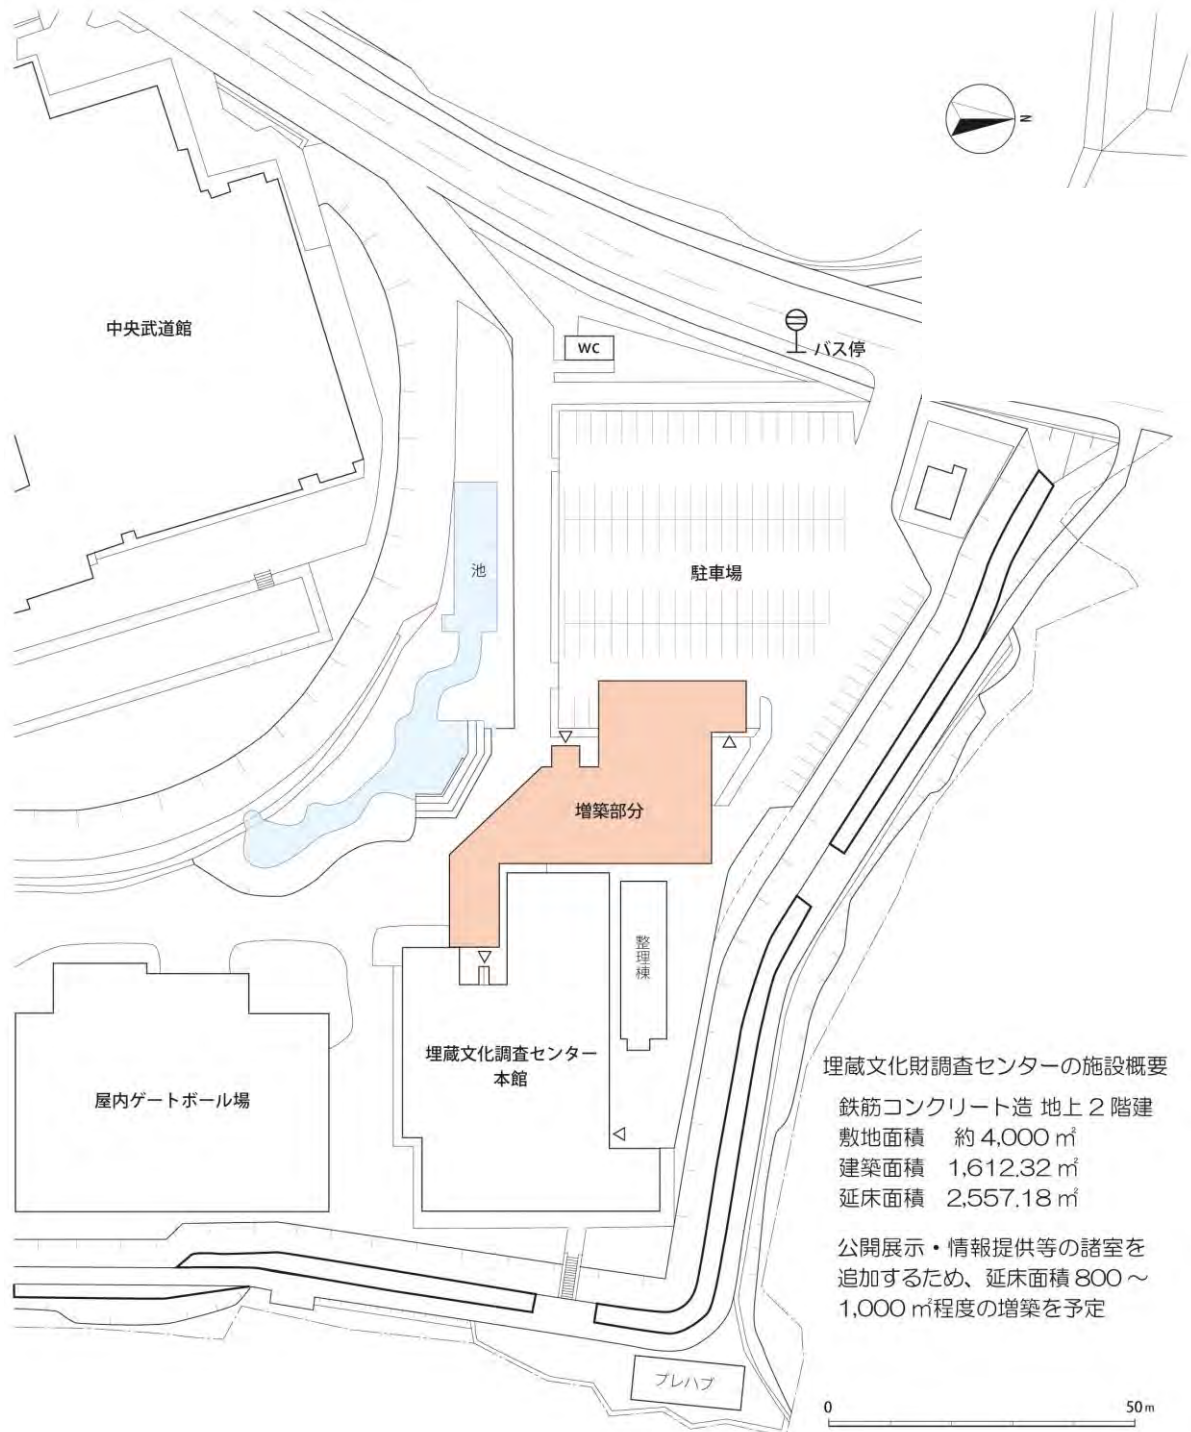 N
中央武道館
WC
バス停
池
駐車場
増築部分
整理棟
埋蔵文化調査センター
本館
屋内ゲートボール場
埋蔵文化財調査センターの施設概要
鉄筋コンクリート造 地上2階建
敷地面積 約4,000㎡
建築面積 1,612.32㎡
延床面積 2,557.18㎡
公開展示・情報提供等の諸室を
追加するため、延床面積800～
1,000㎡程度の増築を予定
プレハブ
0 50m